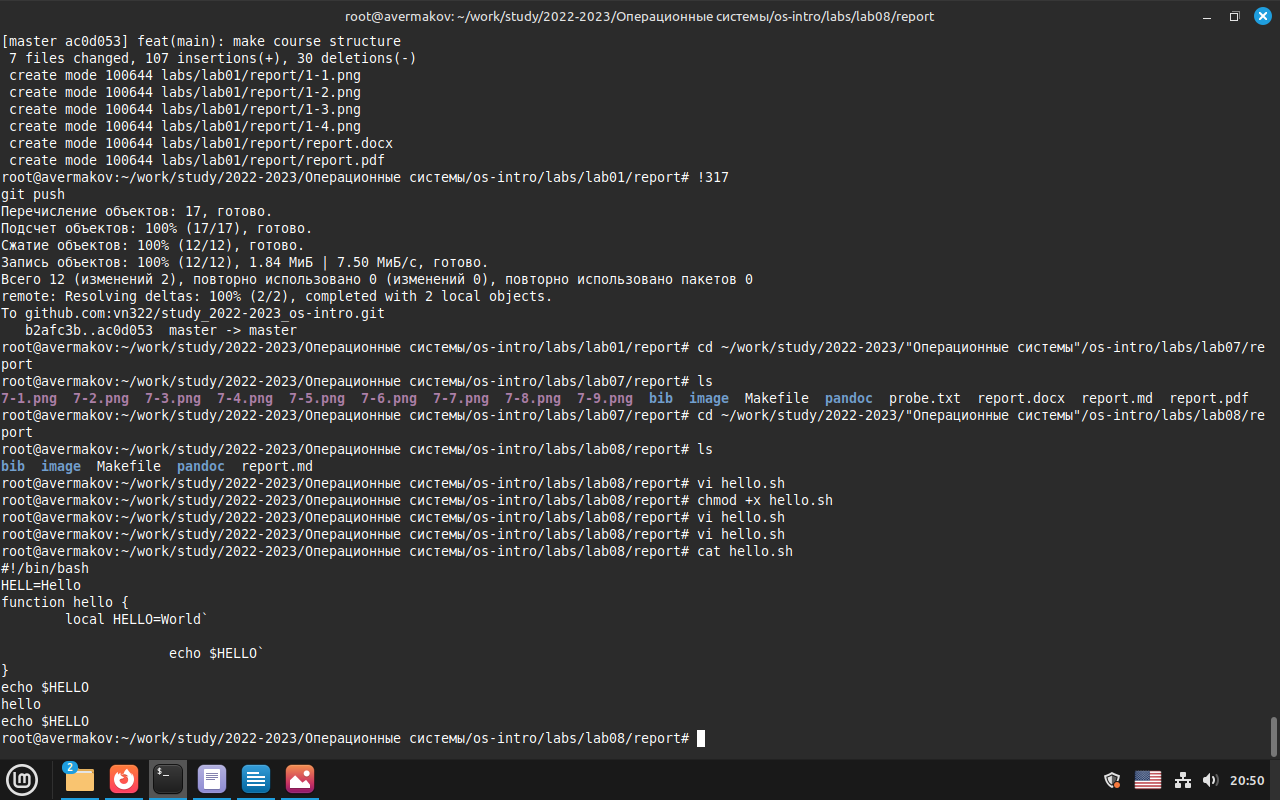 root@avermakov: ~/work/study/2022-2023/Операционные системы/os-intro/labs/lab08/report
[master ac0d053] feat(main): make course structure
 7 files changed, 107 insertions(+), 30 deletions(-)
 create mode 100644 labs/lab01/report/1-1.png
 create mode 100644 labs/lab01/report/1-2.png
 create mode 100644 labs/lab01/report/1-3.png
 create mode 100644 labs/lab01/report/1-4.png
 create mode 100644 labs/lab01/report/report.docx
 create mode 100644 labs/lab01/report/report.pdf
root@avermakov:~/work/study/2022-2023/Операционные системы/os-intro/labs/lab01/report# !317
git push
Перечисление объектов: 17, готово.
Подсчет объектов: 100% (17/17), готово.
Сжатие объектов: 100% (12/12), готово.
Запись объектов: 100% (12/12), 1.84 МиБ | 7.50 МиБ/с, готово.
Всего 12 (изменений 2), повторно использовано 0 (изменений 0), повторно использовано пакетов 0
remote: Resolving deltas: 100% (2/2), completed with 2 local objects.
To github.com:vn322/study_2022-2023_os-intro.git
   b2afc3b..ac0d053  master -> master
root@avermakov:~/work/study/2022-2023/Операционные системы/os-intro/labs/lab01/report# cd ~/work/study/2022-2023/"Операционные системы"/os-intro/labs/lab07/re
port
root@avermakov:~/work/study/2022-2023/Операционные системы/os-intro/labs/lab07/report# ls
7-1.png  7-2.png  7-3.png  7-4.png  7-5.png  7-6.png  7-7.png  7-8.png  7-9.png  bib  image  Makefile  pandoc  probe.txt  report.docx  report.md  report.pdf
root@avermakov:~/work/study/2022-2023/Операционные системы/os-intro/labs/lab07/report# cd ~/work/study/2022-2023/"Операционные системы"/os-intro/labs/lab08/re
port
root@avermakov:~/work/study/2022-2023/Операционные системы/os-intro/labs/lab08/report# ls
bib  image  Makefile  pandoc  report.md
root@avermakov:~/work/study/2022-2023/Операционные системы/os-intro/labs/lab08/report# vi hello.sh
root@avermakov:~/work/study/2022-2023/Операционные системы/os-intro/labs/lab08/report# chmod +x hello.sh
root@avermakov:~/work/study/2022-2023/Операционные системы/os-intro/labs/lab08/report# vi hello.sh
root@avermakov:~/work/study/2022-2023/Операционные системы/os-intro/labs/lab08/report# vi hello.sh
root@avermakov:~/work/study/2022-2023/Операционные системы/os-intro/labs/lab08/report# cat hello.sh
#!/bin/bash
HELL=Hello
function hello {
        local HELLO=World`
                     echo $HELLO`
}
echo $HELLO
hello
echo $HELLO
root@avermakov:~/work/study/2022-2023/Операционные системы/os-intro/labs/lab08/report#
2
$_
20:50